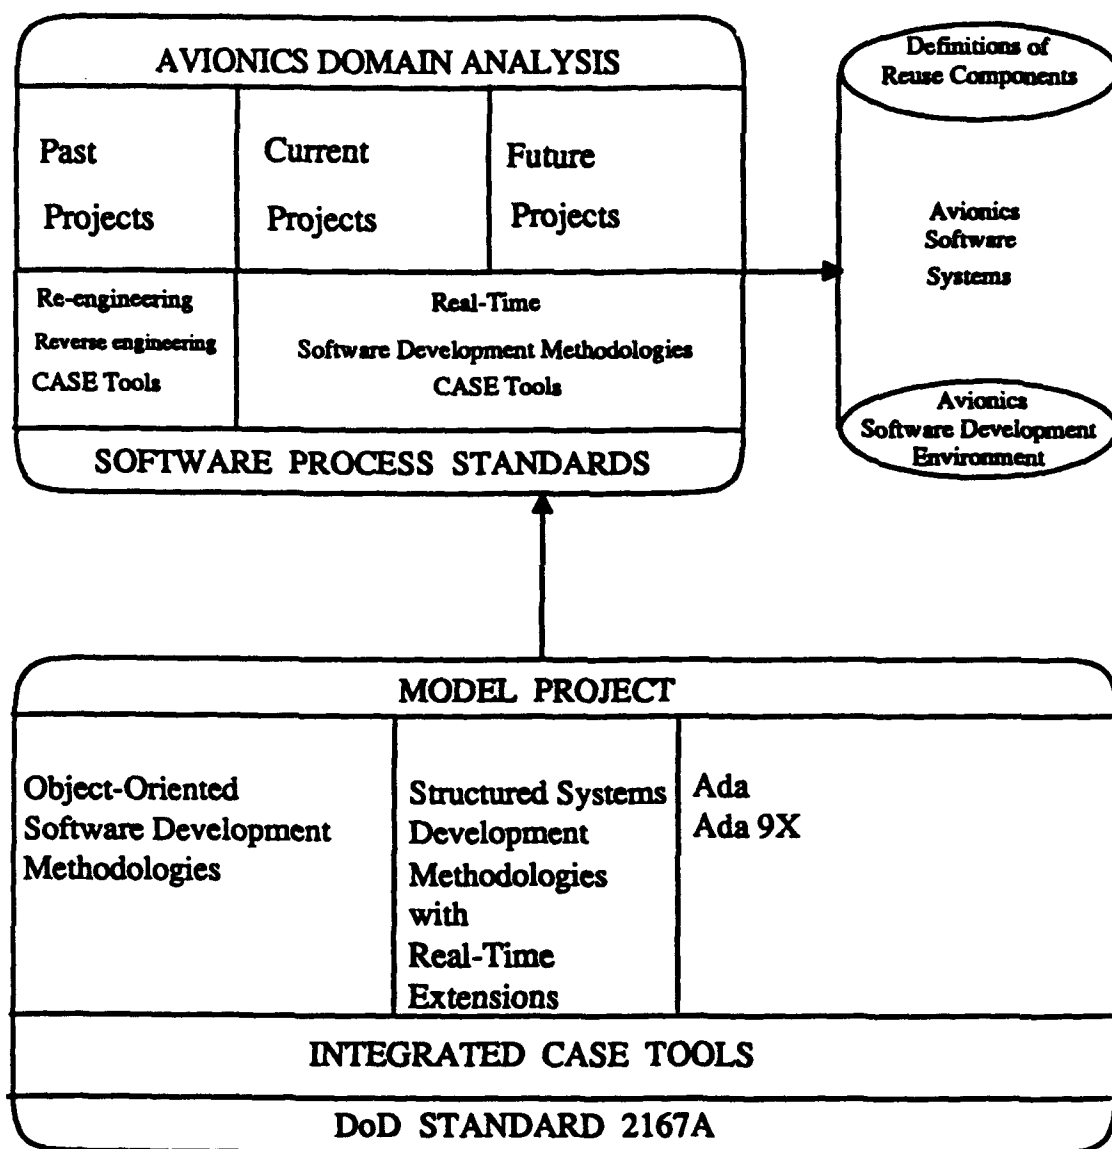 AVIONICS DOMAIN ANALYSIS
Past
Projects
Current
Projects
Future
Projects
Re-engineering
Reverse engineering
CASE Tools
Real-Time
Software Development Methodologies
CASE Tools
SOFTWARE PROCESS STANDARDS
Definitions of
Reuse Components
Avionics
Software
Systems
Avionics
Software Development
Environment
MODEL PROJECT
Object-Oriented
Software Development
Methodologies
Structured Systems
Development
Methodologies
with
Real-Time
Extensions
Ada
Ada 9X
INTEGRATED CASE TOOLS
DoD STANDARD 2167A